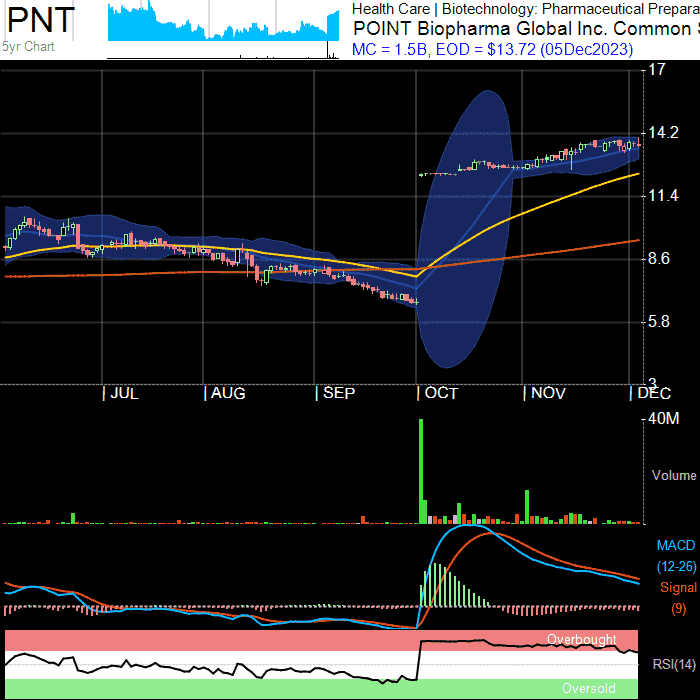 PNT
5yr Chart
Health Care | Biotechnology: Pharmaceutical Prepara
POINT Biopharma Global Inc. Common S
MC = 1.5B, EOD = $13.72 (05Dec2023)
17
14.2
11.4
8.6
5.8
3
| JUL | AUG | SEP | OCT | NOV | DEC
40M
Volume
MACD
(12-26)
Signal
(9)
Overbought
RSI(14)
Oversold